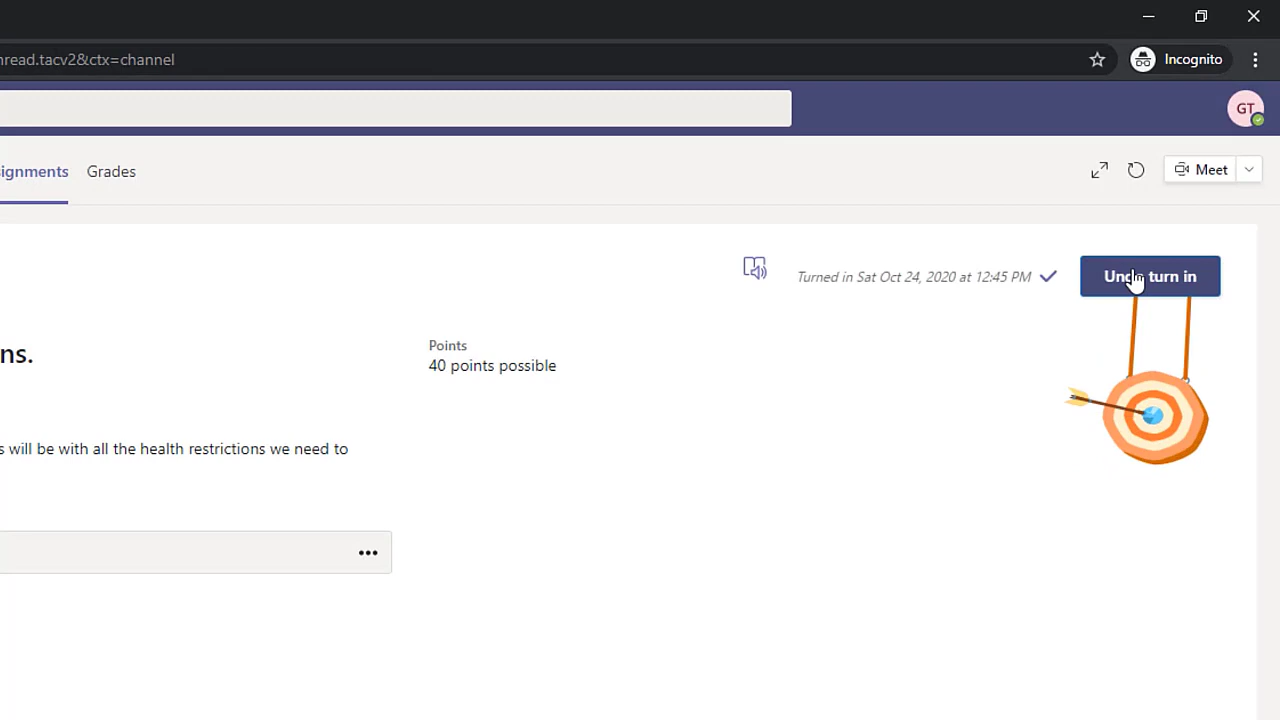 nread.tacv2&ctx=channel
Incognito
GT
signments Grades
Meet
Turned in Sat Oct 24, 2020 at 12:45 PM
Undo turn in
ns.
Points
40 points possible
s will be with all the health restrictions we need to